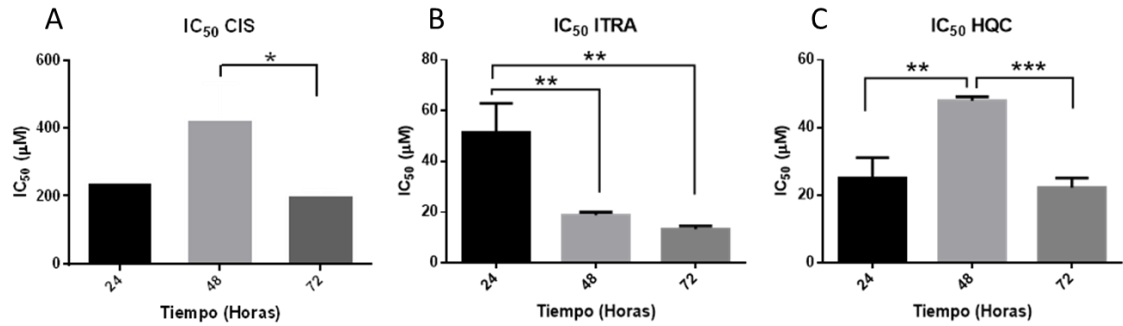 A
IC50 CIS
600
400
200
0
IC50 (μM)
*
24
48
72
Tiempo (Horas)
B
IC50 ITRA
80
60
40
20
0
IC50 (μM)
**
**
24
48
72
Tiempo (Horas)
C
IC50 HQC
60
40
20
0
IC50 (μM)
**
***
24
48
72
Tiempo (Horas)